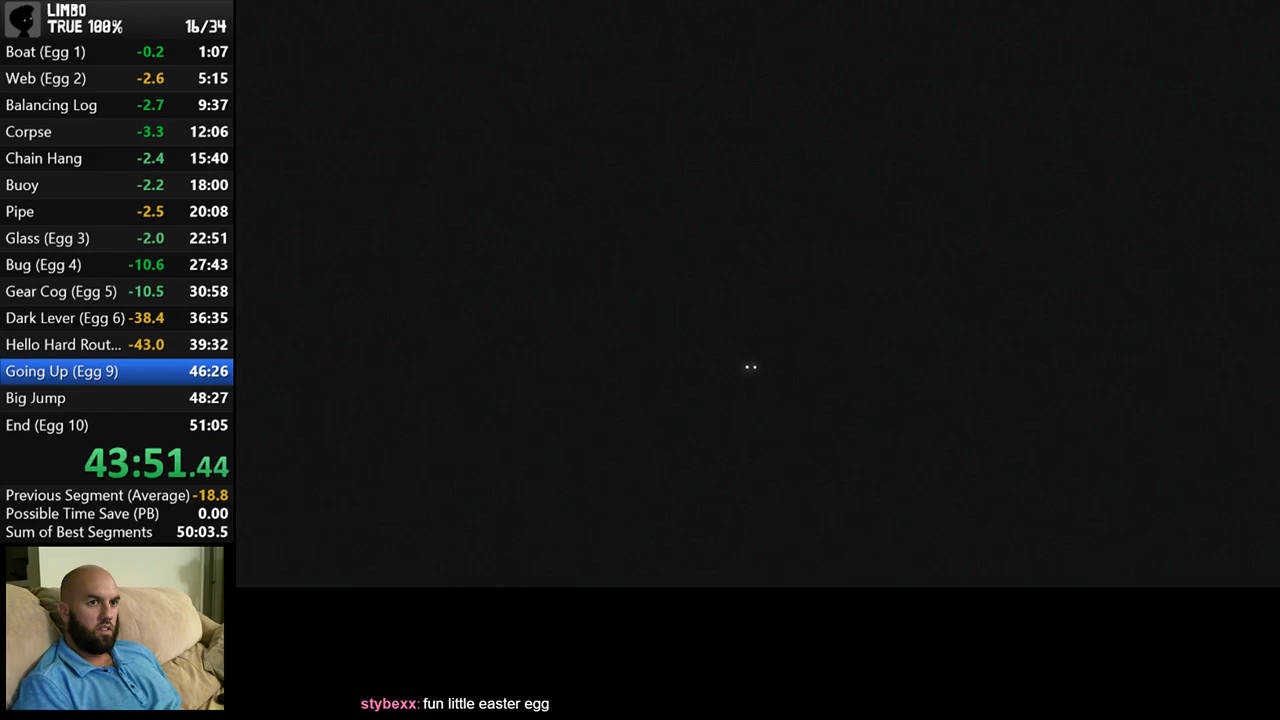 LIMBO
TRUE 100% 16/34
Boat (Egg 1) -0.2 1:07
Web (Egg 2) -2.6 5:15
Balancing Log -2.7 9:37
Corpse -3.3 12:06
Chain Hang -2.4 15:40
Buoy -2.2 18:00
Pipe -2.5 20:08
Glass (Egg 3) -2.0 22:51
Bug (Egg 4) -10.6 27:43
Gear Cog (Egg 5) -10.5 30:58
Dark Lever (Egg 6) -38.4 36:35
Hello Hard Rout... -43.0 39:32
Going Up (Egg 9) 46:26
Big Jump 48:27
End (Egg 10) 51:05
43:51.44
Previous Segment (Average) -18.8
Possible Time Save (PB) 0.00
Sum of Best Segments 50:03.5
stybexx: fun little easter egg